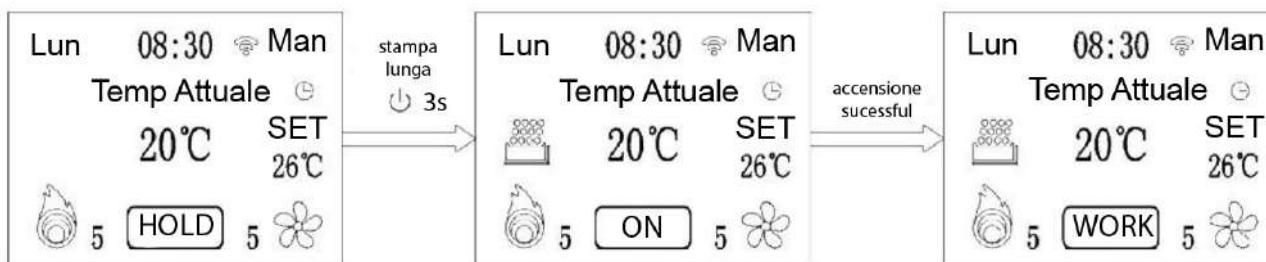 Lun 08:30 Man
Temp Attuale
SET
20℃
26℃
5 HOLD 5
stampa
lunga
3s
Lun 08:30 Man
Temp Attuale
SET
20℃
26℃
5 ON 5
accensione
sucessful
Lun 08:30 Man
Temp Attuale
SET
20℃
26℃
5 WORK 5